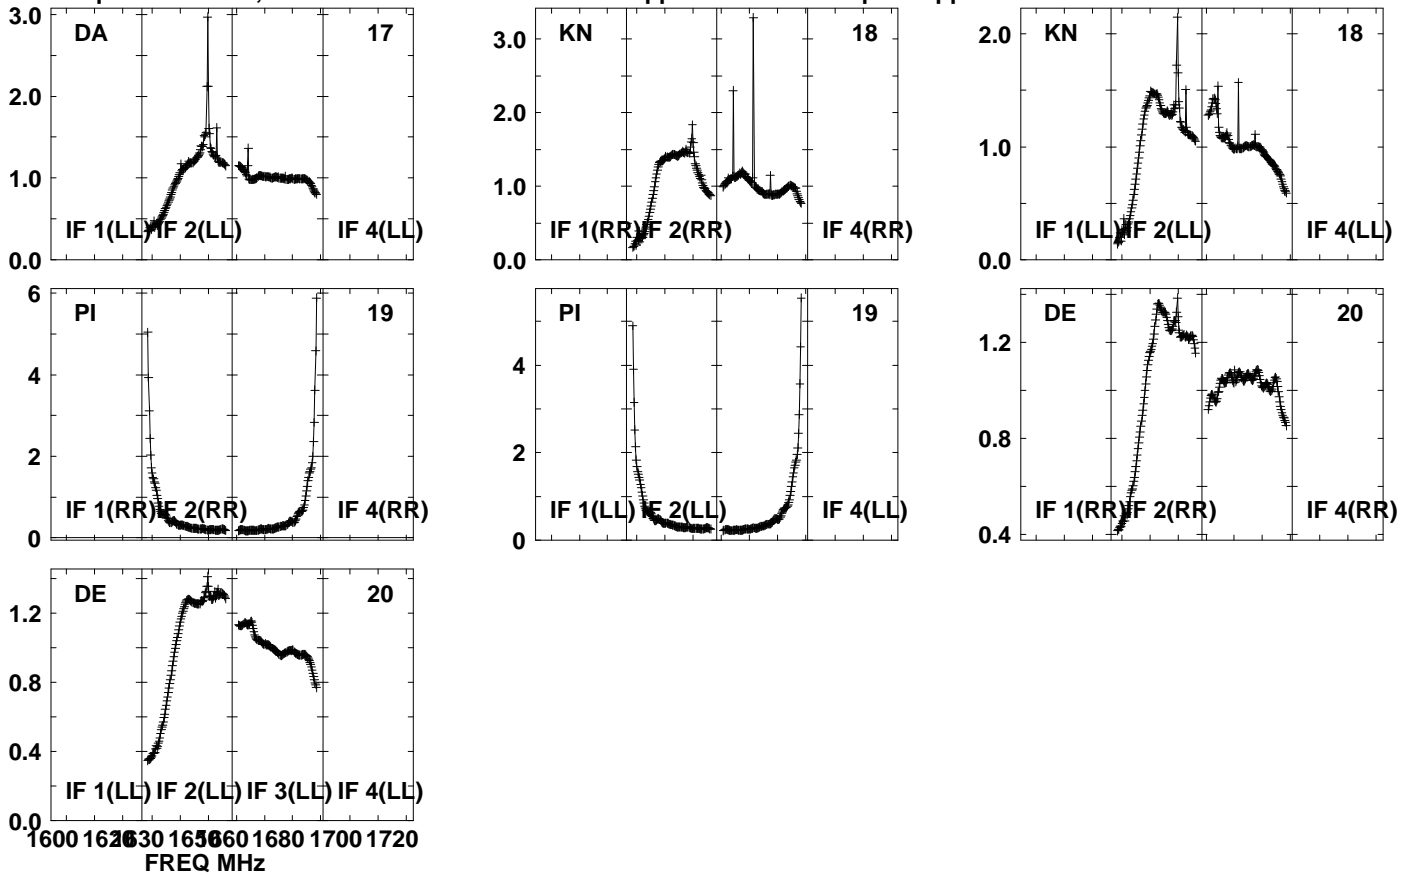 DA 17 KN 18 KN 18
3.0 3.0 2.0
2.0 2.0
1.0 1.0 1.0
IF 1(LL) IF 2(LL) IF 4(LL) IF 1(RR) IF 2(RR) IF 4(RR) IF 1(LL) IF 2(LL) IF 4(LL)
0.0 0.0 0.0
PI 19 PI 19 DE 20
6 1.2
4 4
2 2 0.8
IF 1(RR) IF 2(RR) IF 4(RR) IF 1(LL) IF 2(LL) IF 4(LL) IF 1(RR) IF 2(RR) IF 4(RR)
0 0 0.4
DE 20
1.2
0.8
0.4
IF 1(LL) IF 2(LL) IF 3(LL) IF 4(LL)
0.0
1600 1630 1660 1680 1700 1720
FREQ MHz